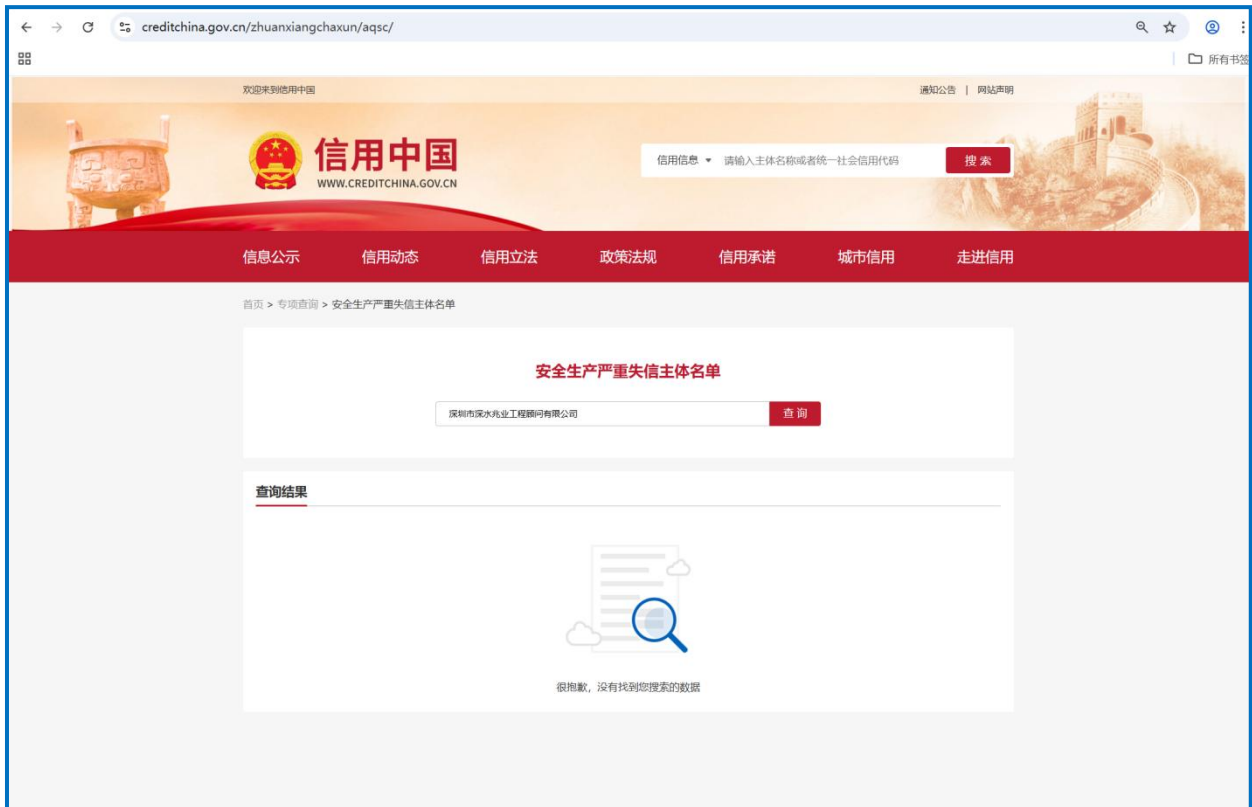 creditchina.gov.cn/zhuanxiangchaxun/aqsc/
所有书签
欢迎来到信用中国
通知公告 | 网站声明
信用中国
WWW.CREDITCHINA.GOV.CN
信用信息 请输入主体名称或者统一社会信用代码 搜索
信息公示 信用动态 信用立法 政策法规 信用承诺 城市信用 走进信用
首页 > 专项查询 > 安全生产严重失信主体名单
安全生产严重失信主体名单
深圳市深水兆业工程顾问有限公司 查询
查询结果
很抱歉，没有找到您搜索的数据